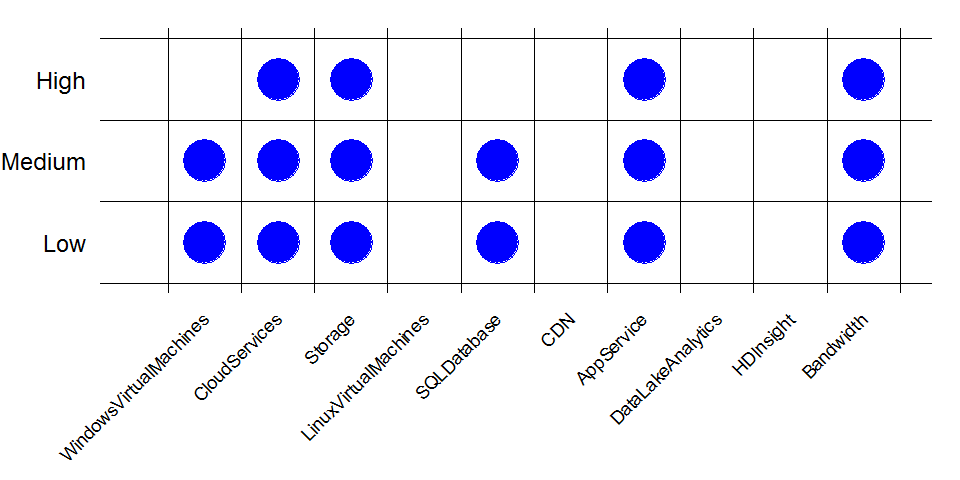 High
Medium
Low
WindowsVirtualMachines
CloudServices
Storage
LinuxVirtualMachines
SQLDatabase
CDN
AppService
DataLakeAnalytics
HDInsight
Bandwidth